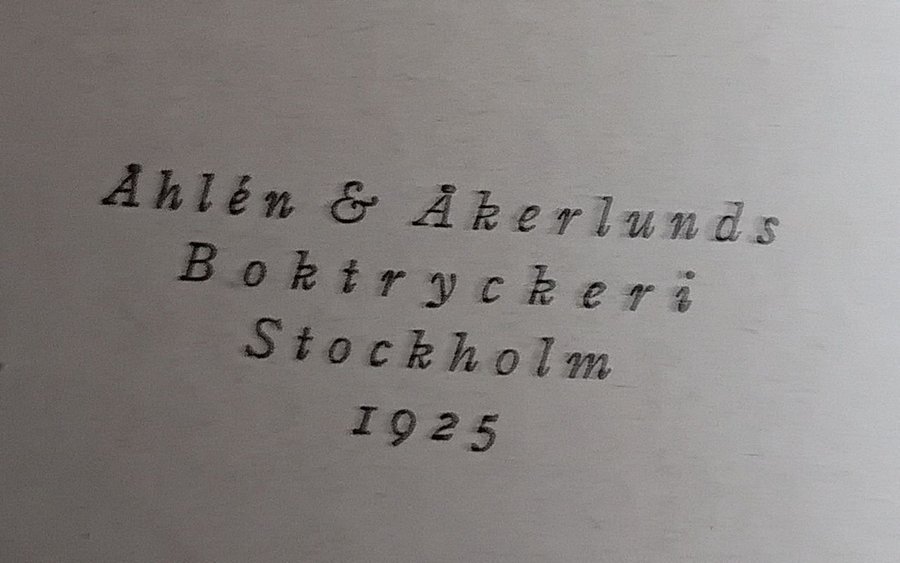 Åhlén & Åkerlunds
Boktryckeri
Stockholm
1925